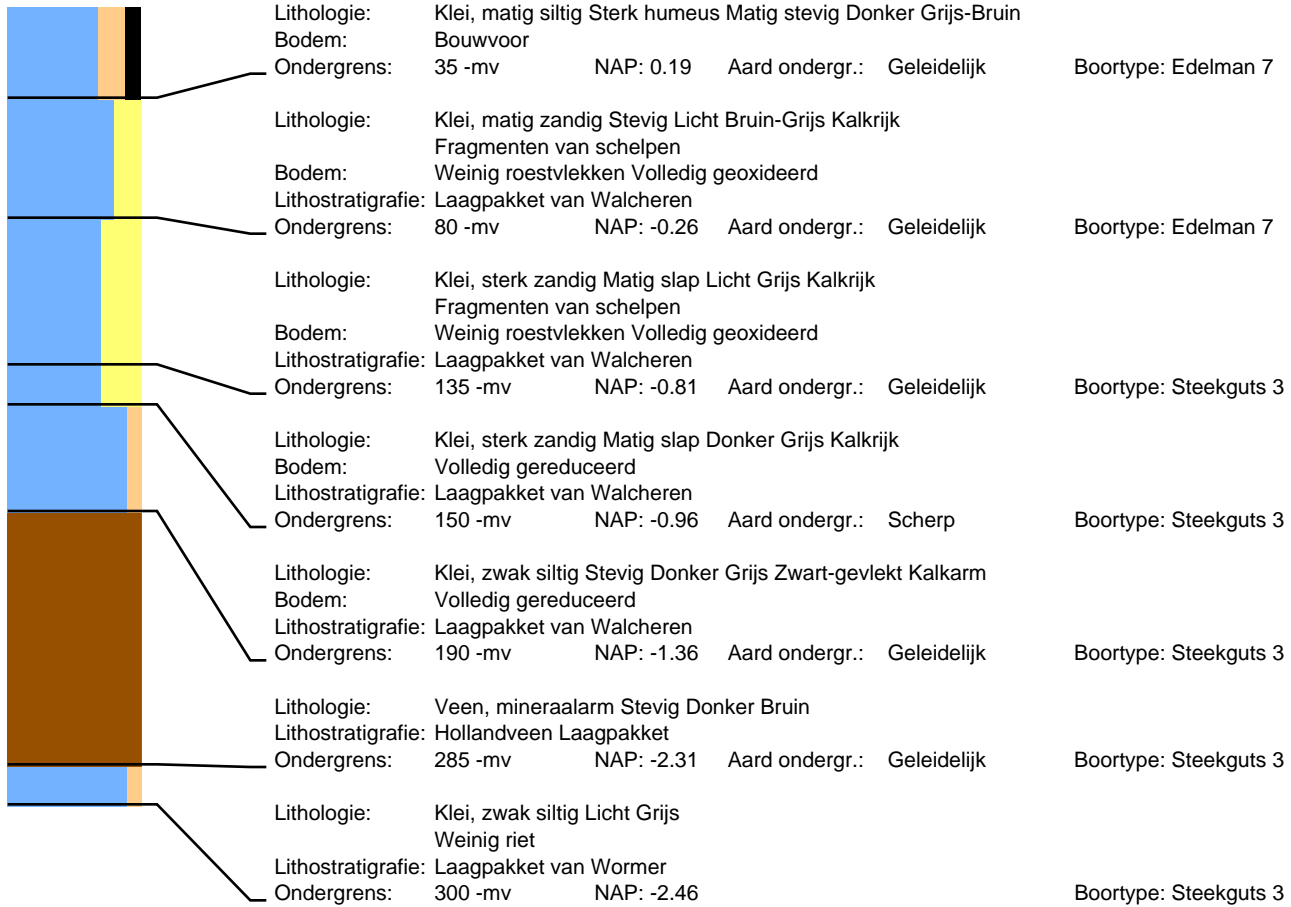 Lithologie: Klei, matig siltig Sterk humeus Matig stevig Donker Grijs-Bruin
Bodem: Bouwvoor
Ondergrens: 35 -mv NAP: 0.19 Aard ondergr.: Geleidelijk Boortype: Edelman 7
Lithologie: Klei, matig zandig Stevig Licht Bruin-Grijs Kalkrijk
Fragmenten van schelpen
Bodem: Weinig roestvlekken Volledig geoxideerd
Lithostratigrafie: Laagpakket van Walcheren
Ondergrens: 80 -mv NAP: -0.26 Aard ondergr.: Geleidelijk Boortype: Edelman 7
Lithologie: Klei, sterk zandig Matig slap Licht Grijs Kalkrijk
Fragmenten van schelpen
Bodem: Weinig roestvlekken Volledig geoxideerd
Lithostratigrafie: Laagpakket van Walcheren
Ondergrens: 135 -mv NAP: -0.81 Aard ondergr.: Geleidelijk Boortype: Steekguts 3
Lithologie: Klei, sterk zandig Matig slap Donker Grijs Kalkrijk
Bodem: Volledig gereduceerd
Lithostratigrafie: Laagpakket van Walcheren
Ondergrens: 150 -mv NAP: -0.96 Aard ondergr.: Scherp Boortype: Steekguts 3
Lithologie: Klei, zwak siltig Stevig Donker Grijs Zwart-gevlekt Kalkarm
Bodem: Volledig gereduceerd
Lithostratigrafie: Laagpakket van Walcheren
Ondergrens: 190 -mv NAP: -1.36 Aard ondergr.: Geleidelijk Boortype: Steekguts 3
Lithologie: Veen, mineraalarm Stevig Donker Bruin
Lithostratigrafie: Hollandveen Laagpakket
Ondergrens: 285 -mv NAP: -2.31 Aard ondergr.: Geleidelijk Boortype: Steekguts 3
Lithologie: Klei, zwak siltig Licht Grijs
Weinig riet
Lithostratigrafie: Laagpakket van Wormer
Ondergrens: 300 -mv NAP: -2.46 Boortype: Steekguts 3